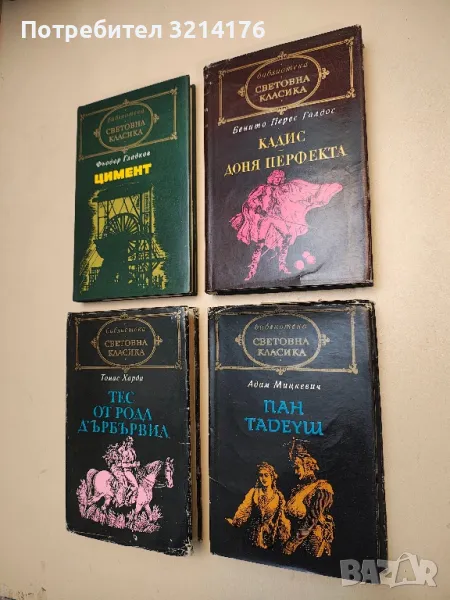 Потребител 3214176
библиотека
СВЕТОВНА
КЛАСИКА
Фьодор Гладков
ЦИМЕНТ
библиотека
СВЕТОВНА
КЛАСИКА
Бенито Перес Галдос
КАДИС
ДОНЯ ПЕРФЕКТА
библиотека
СВЕТОВНА
КЛАСИКА
Томас Харди
ТЕС
ОТ РОДА
Д'ЪРБЪРВИЛ
библиотека
СВЕТОВНА
КЛАСИКА
Адам Мицкевич
ПАН
ТАДЕУШ
BAZAR